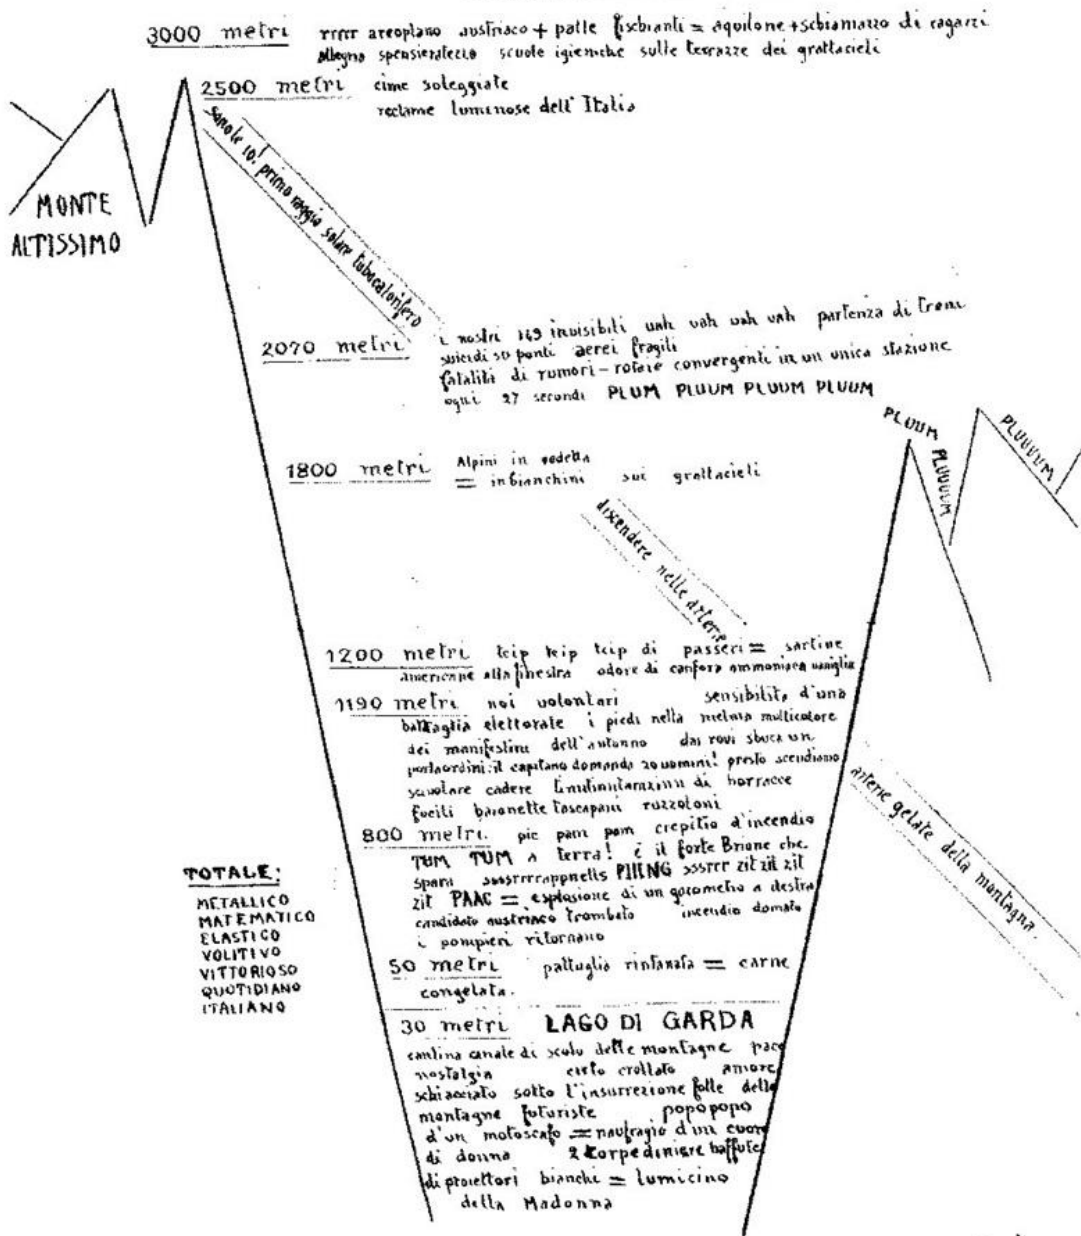 3000 metri rrrrr areoplano austriaco + palle fischianti = aquilone + schiamazzo di ragazzi
allegra spensieratezza scuole igieniche sulle terrazze dei grattacieli
2500 metri cime soleggiate
reclame luminose dell'Italia
io! primo raggio solare tubocalorifero
MONTE
ALTISSIMO
2070 metri i nostri 149 invisibili uah uah uah uah partenza di treni
suicidi su ponti aerei fragili
fatalità di rumori - rotaie convergenti in un unica stazione
ogni 27 secondi PLUM PLUUM PLUUM PLUUM
PLUUM
PLUUUUM
PLUUUUM
1800 metri Alpini in vedetta
= inbianchini sui grattacieli
discendere nelle arterie
1200 metri tcip tcip tcip di passeri = sartine
americane alla finestra odore di canfora ammoniaca vaniglia
1190 metri noi volontari sensibilità d'una
battaglia elettorale i piedi nella melma multicolore
dei manifestini dell'autunno dai rovi sbuca un
portaordini: il capitano domanda 20 uomini! presto scendiamo
scivolare cadere di borracce
fucili baionette tascapani ruzzoloni
800 metri pic pam pam crepitio d'incendio
TUM TUM a terra! è il forte Brione che
spara sssrrrrrappnells PIIING sssrrr zit zit zit
zit PAAC = esplosione di un gazometro a destra
candidato austriaco trombato incendio domato
i pompieri ritornano
arterie gelate della montagna.
TOTALE:
METALLICO
MATEMATICO
ELASTICO
VOLITIVO
VITTORIOSO
QUOTIDIANO
ITALIANO
50 metri pattuglia rintanata = carne
congelata.
30 metri LAGO DI GARDA
cantina canale di scolo delle montagne pace
nostalgia cielo crollato amore
schiacciato sotto l'insurrezione folle delle
montagne futuriste popopopo
d'un motoscafo = naufragio d'un cuore
di donna 2 torpediniere baffute
di proiettori bianchi = lumicino
della Madonna